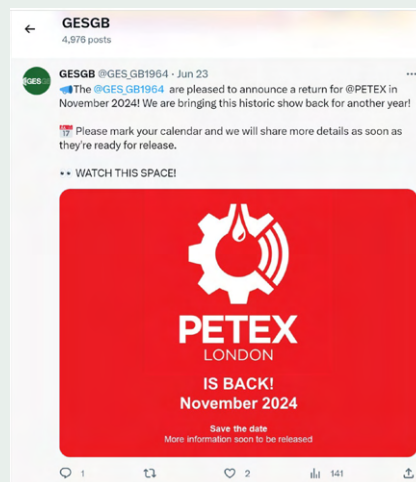 GESGB
4,976 posts
GESGB @GES_GB1964 · Jun 23
The @GES_GB1964 are pleased to announce a return for @PETEX in
November 2024! We are bringing this historic show back for another year!
17 Please mark your calendar and we will share more details as soon as
they're ready for release.
WATCH THIS SPACE!
PETEX
LONDON
IS BACK!
November 2024
Save the date
More information soon to be released
1
2
141